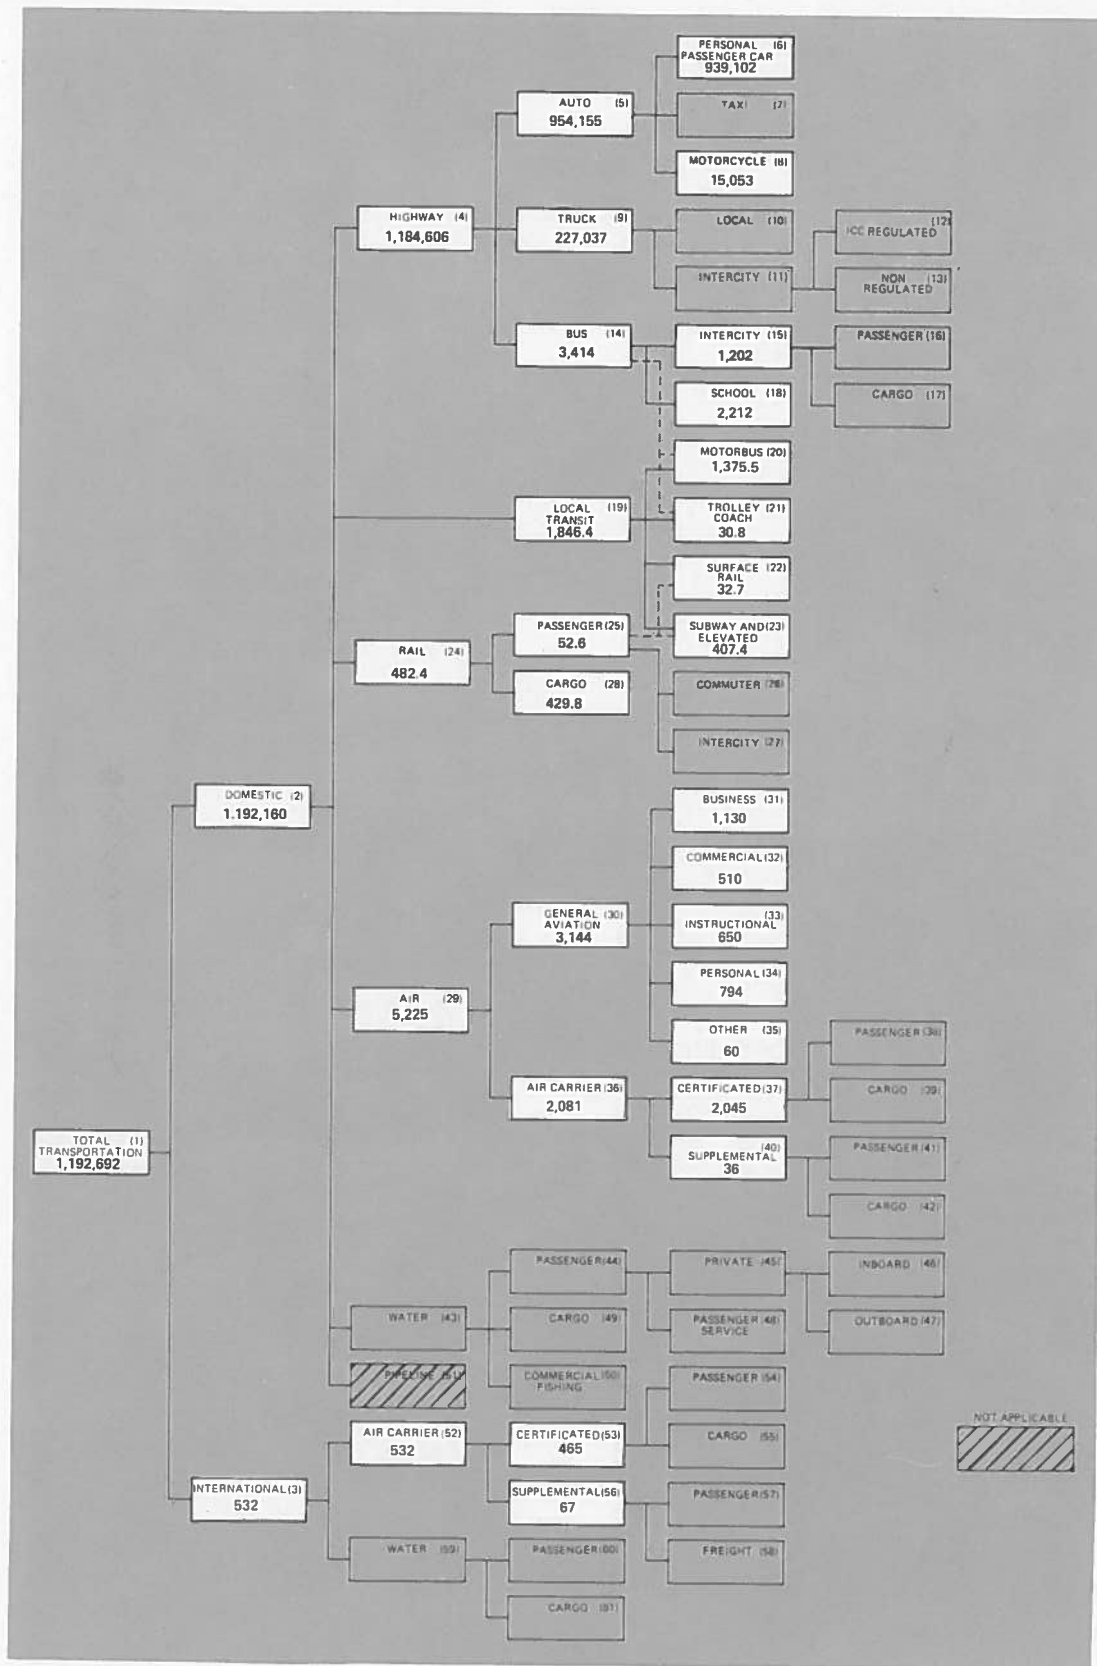 PERSONAL (6)
PASSENGER CAR
939,102
AUTO (5)
954,155
TAXI (7)
MOTORCYCLE (8)
15,053
HIGHWAY (4)
1,184,606
TRUCK (9)
227,037
LOCAL (10)
(12)
ICC REGULATED
INTERCITY (11)
NON (13)
REGULATED
BUS (14)
3,414
INTERCITY (15)
1,202
PASSENGER (16)
SCHOOL (18)
2,212
CARGO (17)
MOTORBUS (20)
1,375.5
LOCAL (19)
TRANSIT
1,846.4
TROLLEY (21)
COACH
30.8
SURFACE (22)
RAIL
32.7
PASSENGER (25)
52.6
SUBWAY AND (23)
ELEVATED
407.4
RAIL (24)
482.4
CARGO (28)
429.8
COMMUTER (26)
INTERCITY (27)
DOMESTIC (2)
1.192,160
BUSINESS (31)
1,130
COMMERCIAL (32)
510
GENERAL (30)
AVIATION
3,144
(33)
INSTRUCTIONAL
650
PERSONAL (34)
794
AIR (29)
5,225
OTHER (35)
60
PASSENGER (38)
AIR CARRIER (36)
2,081
CERTIFICATED (37)
2,045
CARGO (39)
TOTAL (1)
TRANSPORTATION
1,192,692
(40)
SUPPLEMENTAL
36
PASSENGER (41)
CARGO (42)
PASSENGER (44)
PRIVATE (45)
INBOARD (46)
WATER (43)
CARGO (49)
PASSENGER (48)
SERVICE
OUTBOARD (47)
PIPELINE (51)
COMMERCIAL (50)
FISHING
PASSENGER (54)
AIR CARRIER (52)
532
CERTIFICATED (53)
465
CARGO (55)
NOT APPLICABLE
INTERNATIONAL (3)
532
SUPPLEMENTAL (56)
67
PASSENGER (57)
WATER (59)
PASSENGER (60)
FREIGHT (58)
CARGO (61)